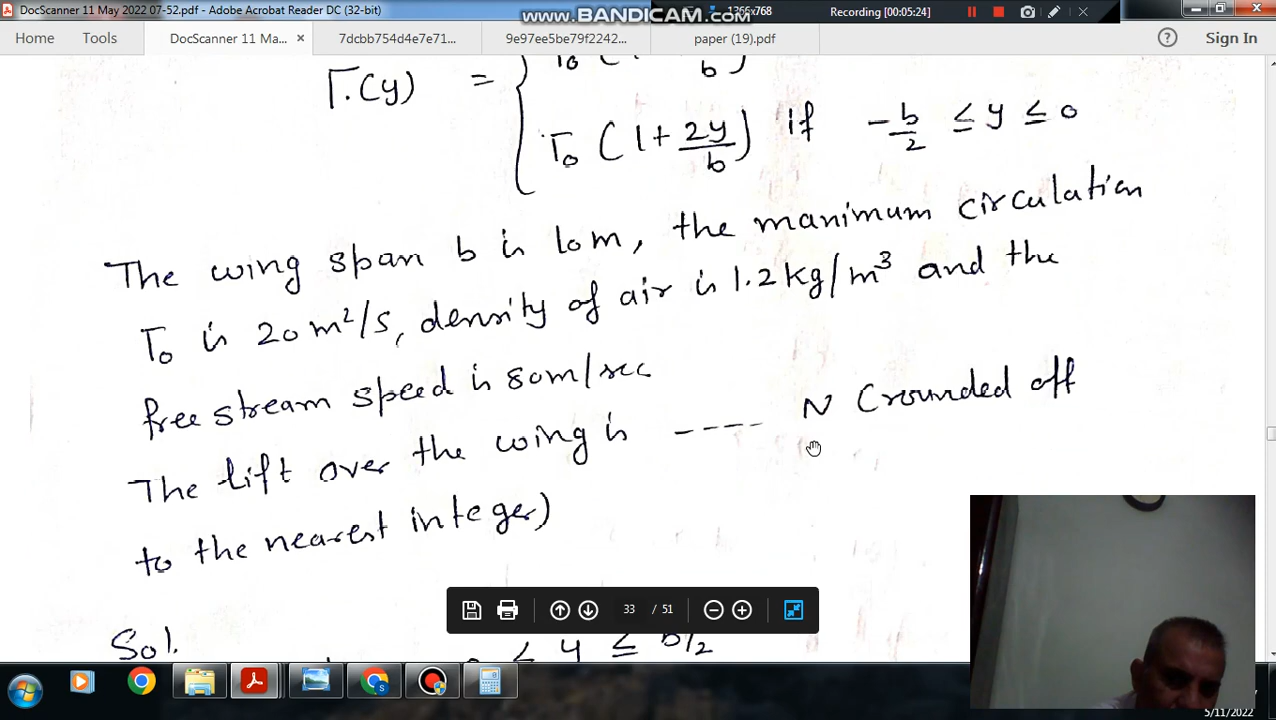 DocScanner 11 May 2022 07-52.pdf - Adobe Acrobat Reader DC (32-bit)
www.BANDICAM.com
1366x768
Recording [00:05:24]
Home Tools DocScanner 11 Ma... × 7dcbb754d4e7e71... 9e97ee5be79f2242... paper (19).pdf Sign In
Γ(y) =
b
Γo (1 + 2y/b) if -b/2 ≤ y ≤ 0
The wing span b is 10m, the manimum circulation
Γo is 20 m²/s, density of air is 1.2 kg/m³ and the
free stream speed is 80m/sec
The lift over the wing is ---- N (rounded off
to the nearest integer)
33 / 51
Sol.
≤ y ≤ b/2
5/11/2022